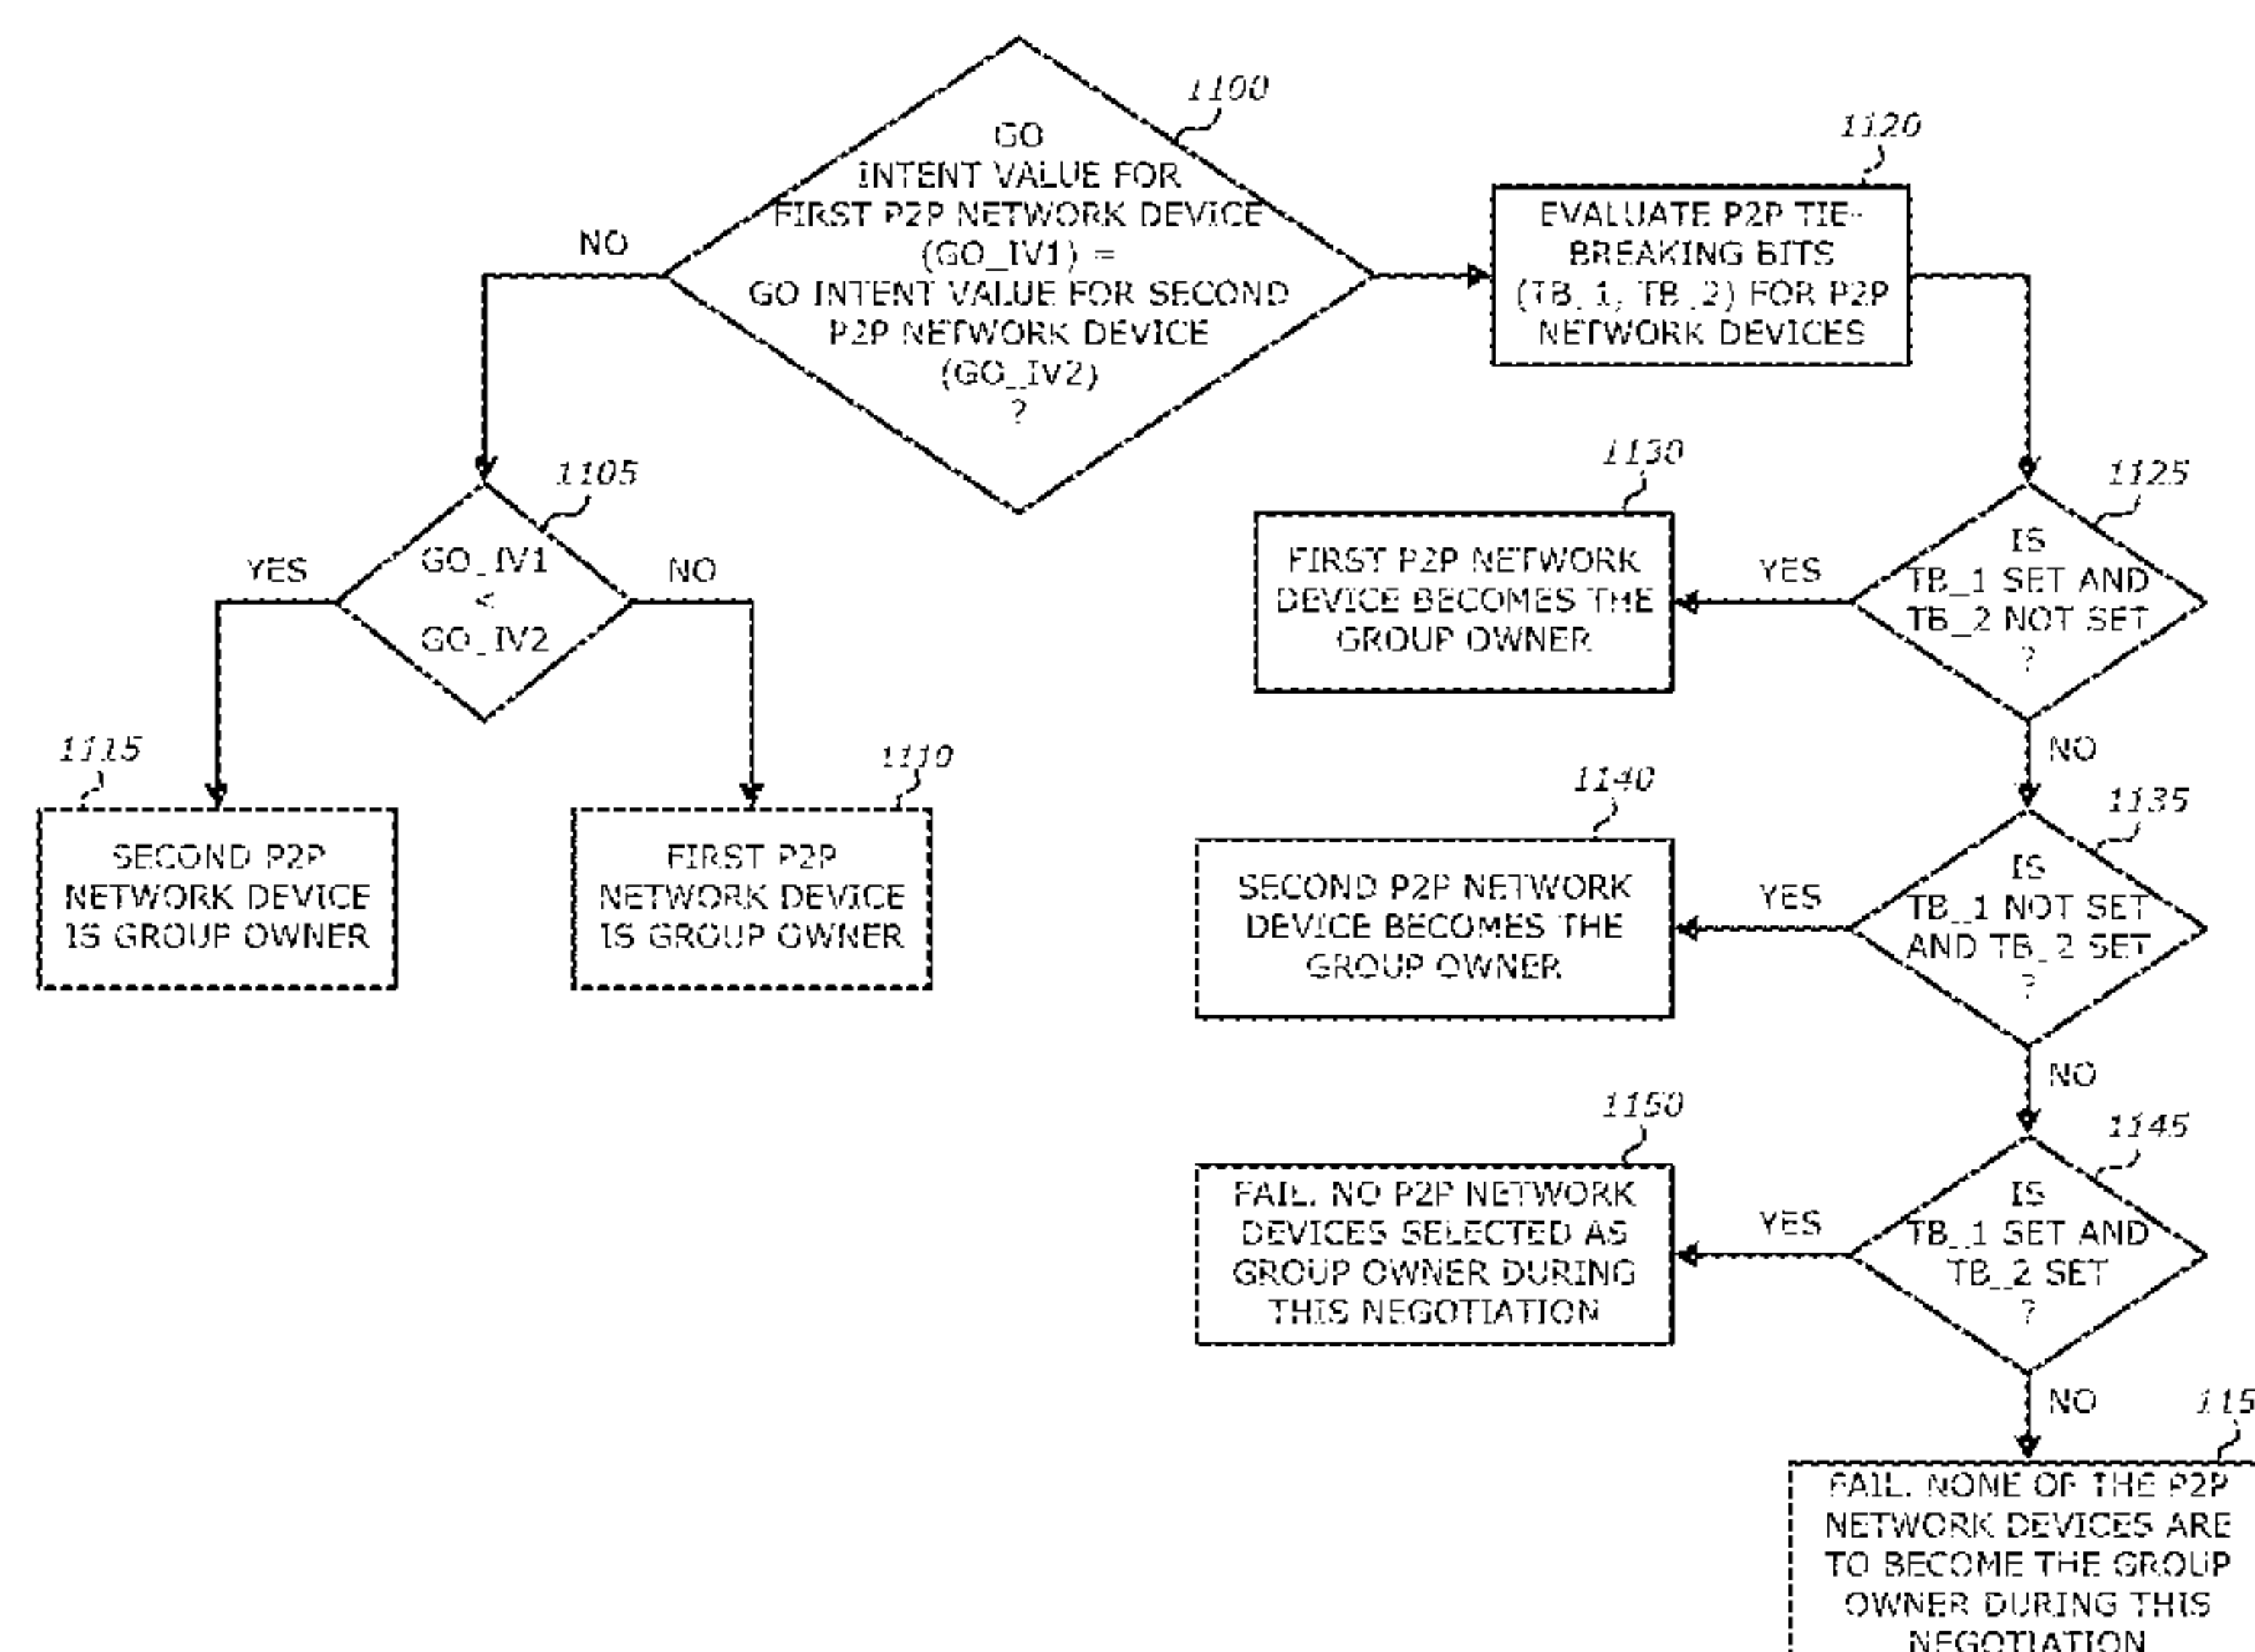 1100
GO
INTENT VALUE FOR
FIRST P2P NETWORK DEVICE
(GO_IV1) =
GO INTENT VALUE FOR SECOND
P2P NETWORK DEVICE
(GO_IV2)
?
NO
1120
EVALUATE P2P TIE-
BREAKING BITS
(TB_1, TB_2) FOR P2P
NETWORK DEVICES
1105
GO_IV1
<
GO_IV2
YES
NO
1115
SECOND P2P
NETWORK DEVICE
IS GROUP OWNER
1110
FIRST P2P
NETWORK DEVICE
IS GROUP OWNER
1125
IS
TB_1 SET AND
TB_2 NOT SET
?
YES
1130
FIRST P2P NETWORK
DEVICE BECOMES THE
GROUP OWNER
NO
1135
IS
TB_1 NOT SET
AND TB_2 SET
?
YES
1140
SECOND P2P NETWORK
DEVICE BECOMES THE
GROUP OWNER
NO
1145
IS
TB_1 SET AND
TB_2 SET
?
YES
1150
FAIL. NO P2P NETWORK
DEVICES SELECTED AS
GROUP OWNER DURING
THIS NEGOTIATION
NO
115
FAIL. NONE OF THE P2P
NETWORK DEVICES ARE
TO BECOME THE GROUP
OWNER DURING THIS
NEGOTIATION